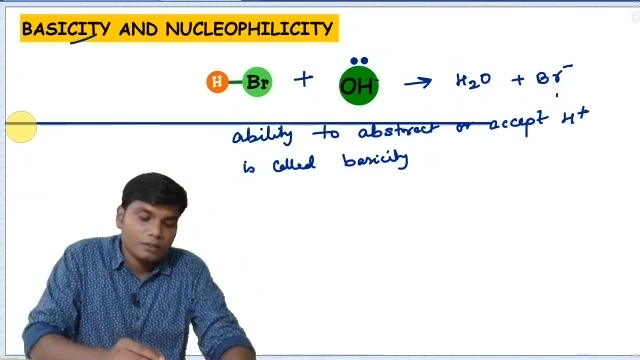 BASICITY AND NUCLEOPHILICITY
H - Br + OH → H₂O + Br⁻
ability to abstract or accept H⁺
is called basicity